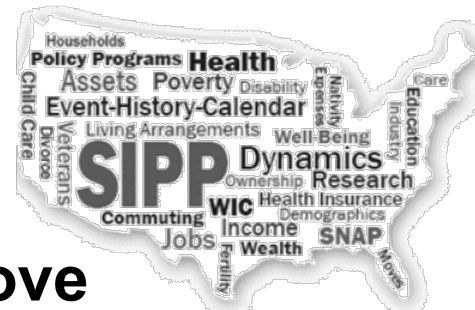 Households
Policy Programs Health
Assets Poverty Disability
Event-History-Calendar
Living Arrangements
Child Care
Divorce
Veterans
SIPP
Expenses
Nativity
Industry
Education
Care
Well-Being
Dynamics
Ownership Research
WIC Health Insurance
Demographics
Commuting
Income
Jobs
Fertility
Wealth
SNAP
Moves
ove